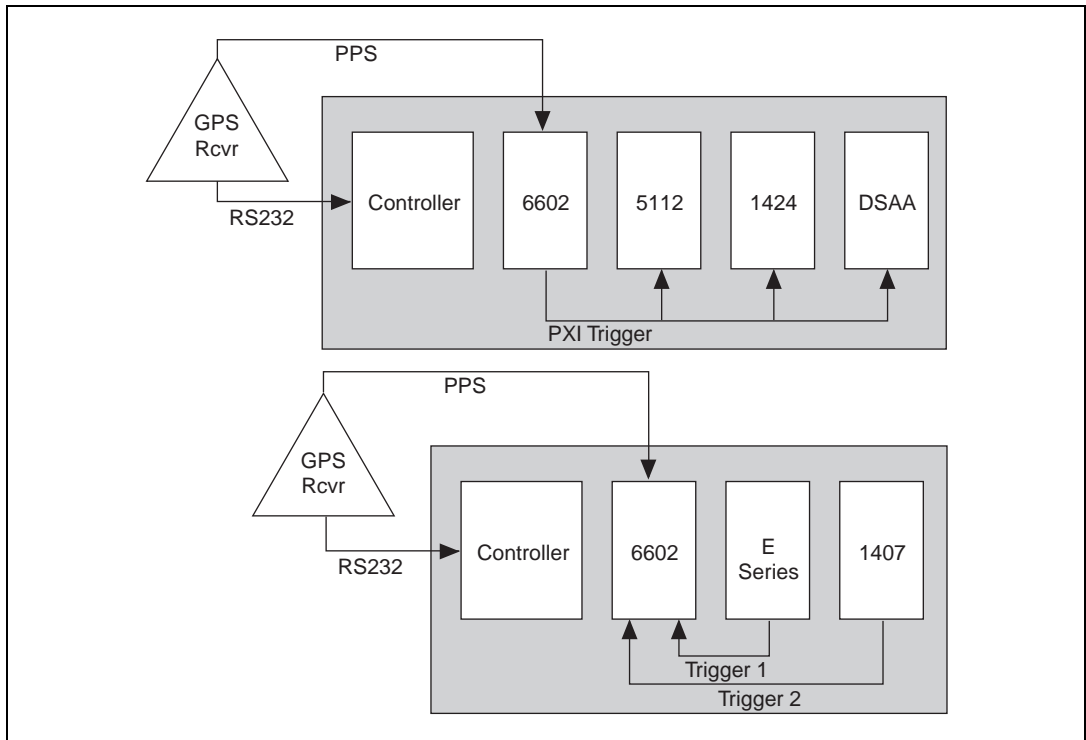 PPS
GPS
Rcvr
RS232
Controller
6602
5112
1424
DSAA
PXI Trigger
PPS
GPS
Rcvr
RS232
Controller
6602
E
Series
1407
Trigger 1
Trigger 2